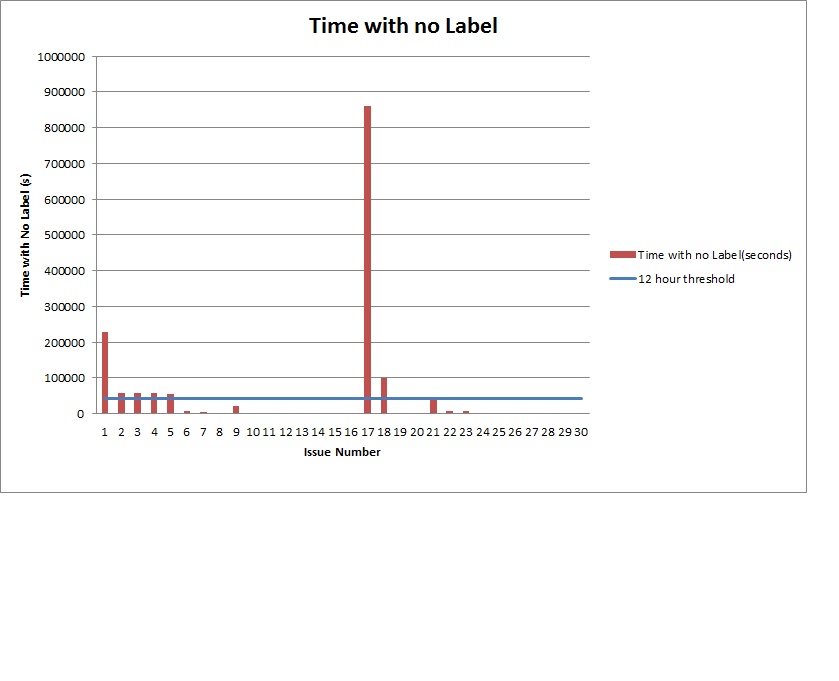 Time with no Label
1000000
900000
800000
700000
600000
500000
400000
300000
200000
100000
0
Time with No Label (s)
1 2 3 4 5 6 7 8 9 10 11 12 13 14 15 16 17 18 19 20 21 22 23 24 25 26 27 28 29 30
Issue Number
Time with no Label(seconds)
12 hour threshold